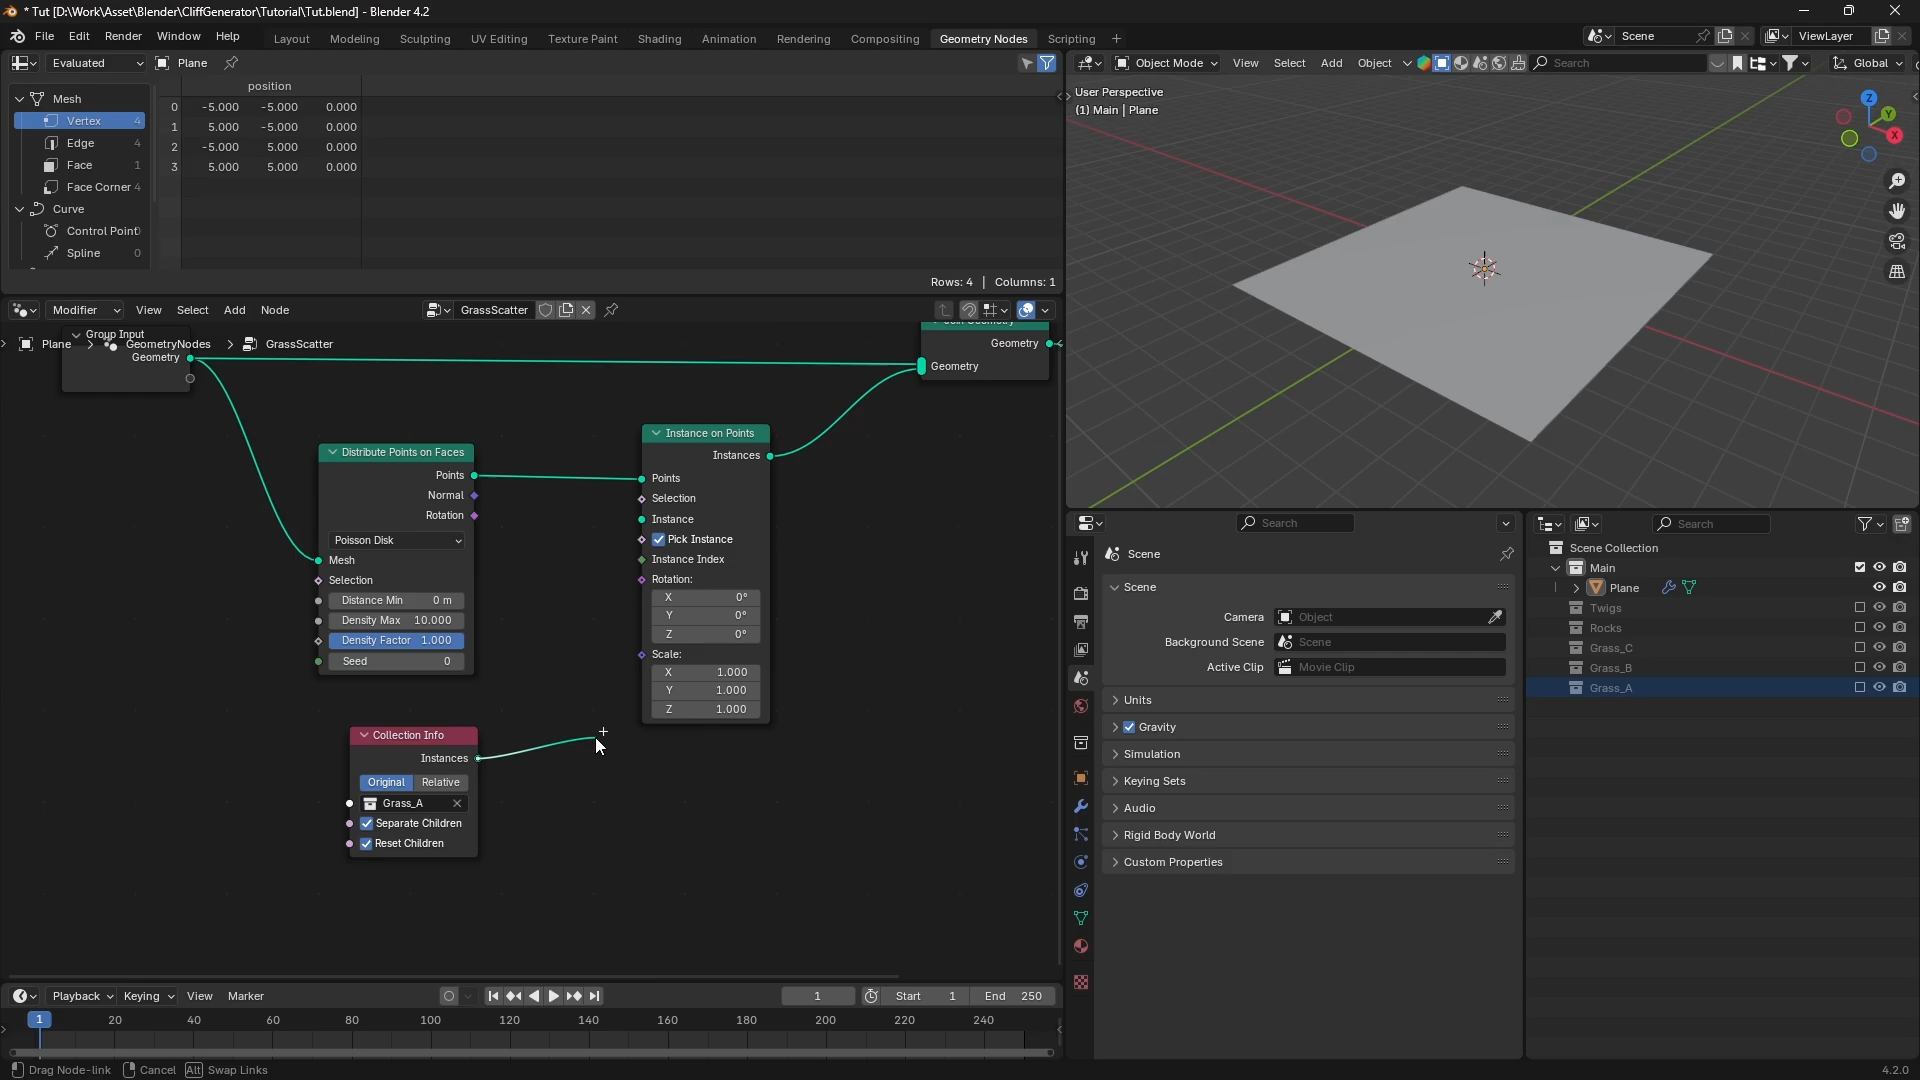 * Tut [D:\Work\Asset\Blender\CliffGenerator\Tutorial\Tut.blend] - Blender 4.2
File Edit Render Window Help Layout Modeling Sculpting UV Editing Texture Paint Shading Animation Rendering Compositing Geometry Nodes Scripting + Scene ViewLayer
Evaluated Plane
position
Mesh
Vertex 4
Edge 4
Face 1
Face Corner 4
Curve
Control Point
Spline 0
0 -5.000 -5.000 0.000
1 5.000 -5.000 0.000
2 -5.000 5.000 0.000
3 5.000 5.000 0.000
Rows: 4 | Columns: 1
Object Mode View Select Add Object Search Global
User Perspective
(1) Main | Plane
Z
Y
X
Modifier View Select Add Node GrassScatter
Group Input
Plane > GeometryNodes > GrassScatter
Geometry
Join Geometry
Geometry
Geometry
Distribute Points on Faces
Points
Normal
Rotation
Poisson Disk
Mesh
Selection
Distance Min 0 m
Density Max 10.000
Density Factor 1.000
Seed 0
Instance on Points
Instances
Points
Selection
Instance
Pick Instance
Instance Index
Rotation:
X 0°
Y 0°
Z 0°
Scale:
X 1.000
Y 1.000
Z 1.000
Collection Info
Instances
Original Relative
Grass_A
Separate Children
Reset Children
Search
Scene
Scene
Camera Object
Background Scene Scene
Active Clip Movie Clip
Units
Gravity
Simulation
Keying Sets
Audio
Rigid Body World
Custom Properties
Search
Scene Collection
Main
Plane
Twigs
Rocks
Grass_C
Grass_B
Grass_A
Playback Keying View Marker 1 Start 1 End 250
1 20 40 60 80 100 120 140 160 180 200 220 240
Drag Node-link Cancel Alt Swap Links 4.2.0